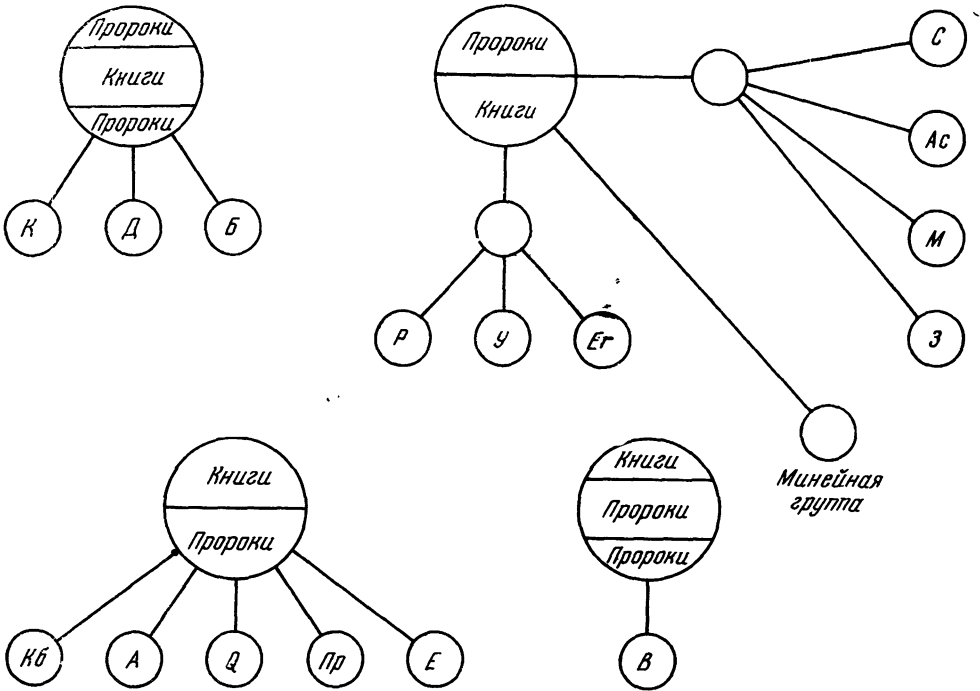 Пророки
Книги
Пророки
К
Д
Б
Пророки
Книги
С
Ас
М
З
Р
У
Ег
Минейная
группа
Книги
Пророки
Кб
А
Q
Пр
Е
Книги
Пророки
Пророки
В